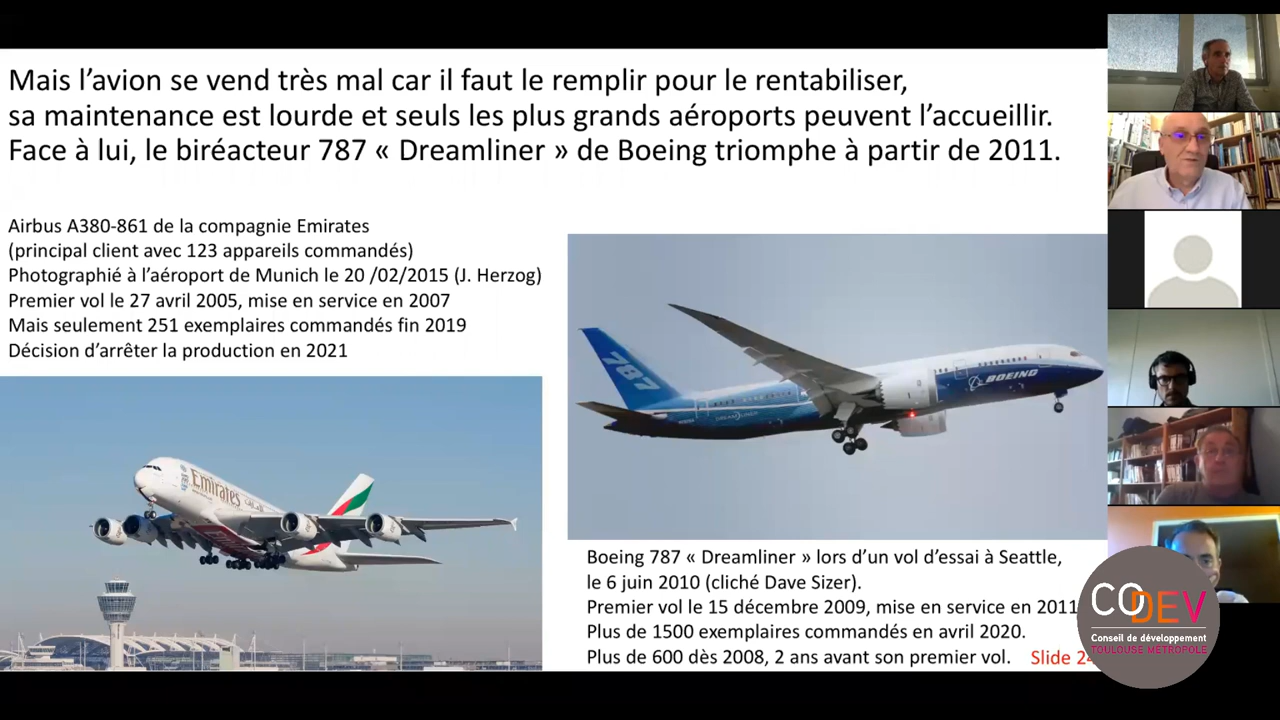 Mais l’avion se vend très mal car il faut le remplir pour le rentabiliser,
sa maintenance est lourde et seuls les plus grands aéroports peuvent l’accueillir.
Face à lui, le biréacteur 787 « Dreamliner » de Boeing triomphe à partir de 2011.
Airbus A380-861 de la compagnie Emirates
(principal client avec 123 appareils commandés)
Photographié à l’aéroport de Munich le 20 /02/2015 (J. Herzog)
Premier vol le 27 avril 2005, mise en service en 2007
Mais seulement 251 exemplaires commandés fin 2019
Décision d’arrêter la production en 2021
787
BOEING
DREAMLINER
Emirates
Boeing 787 « Dreamliner » lors d’un vol d’essai à Seattle,
le 6 juin 2010 (cliché Dave Sizer).
Premier vol le 15 décembre 2009, mise en service en 2011
Plus de 1500 exemplaires commandés en avril 2020.
Plus de 600 dès 2008, 2 ans avant son premier vol.
Slide
CODEV
Conseil de développement
TOULOUSE MÉTROPOLE